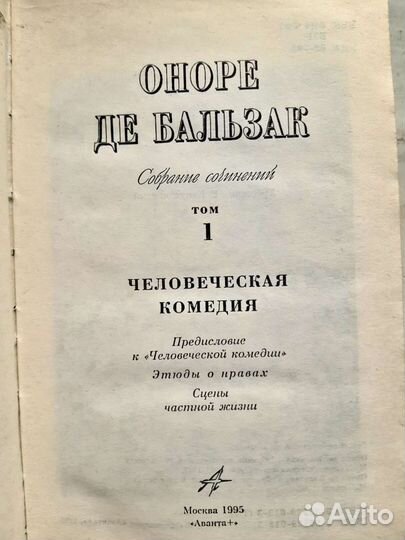 ОНОРЕ
ДЕ БАЛЬЗАК
Собрание сочинений
ТОМ
1
ЧЕЛОВЕЧЕСКАЯ
КОМЕДИЯ
Предисловие
к «Человеческой комедии»
Этюды о нравах
Сцены
частной жизни
Москва 1995
«Аванта+»
Avito